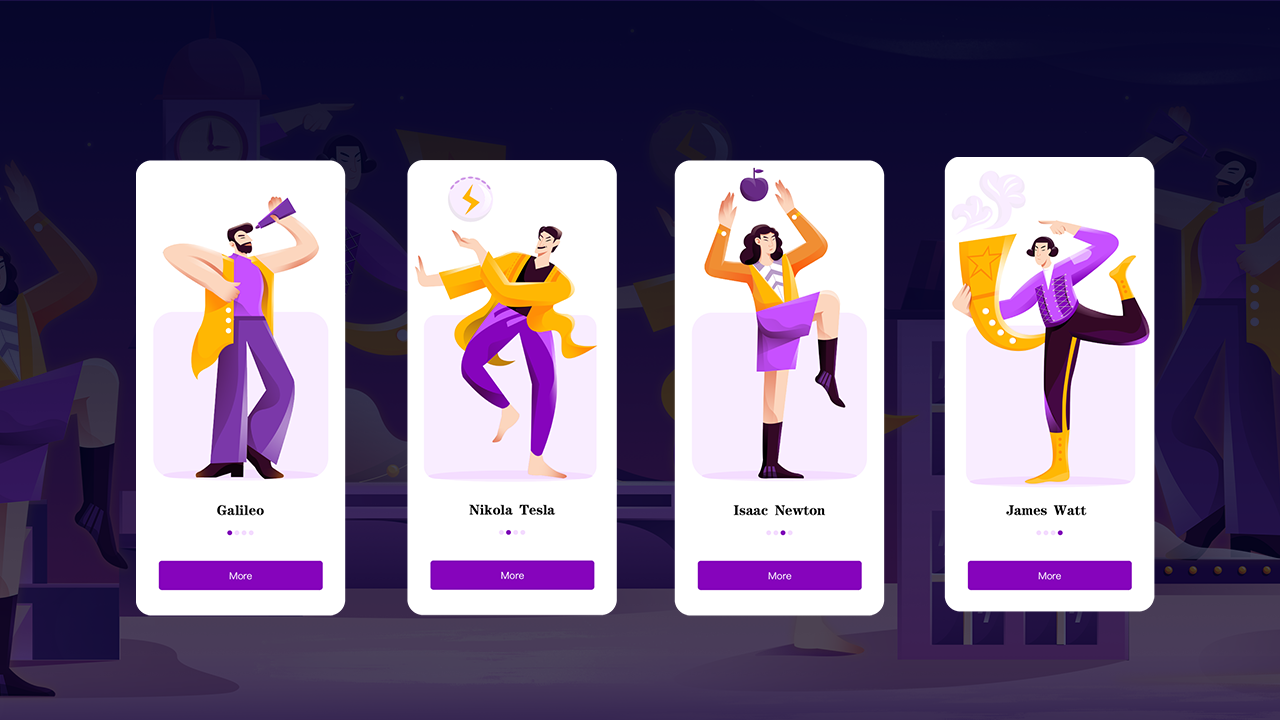 Galileo
More
Nikola Tesla
More
Isaac Newton
More
James Watt
More